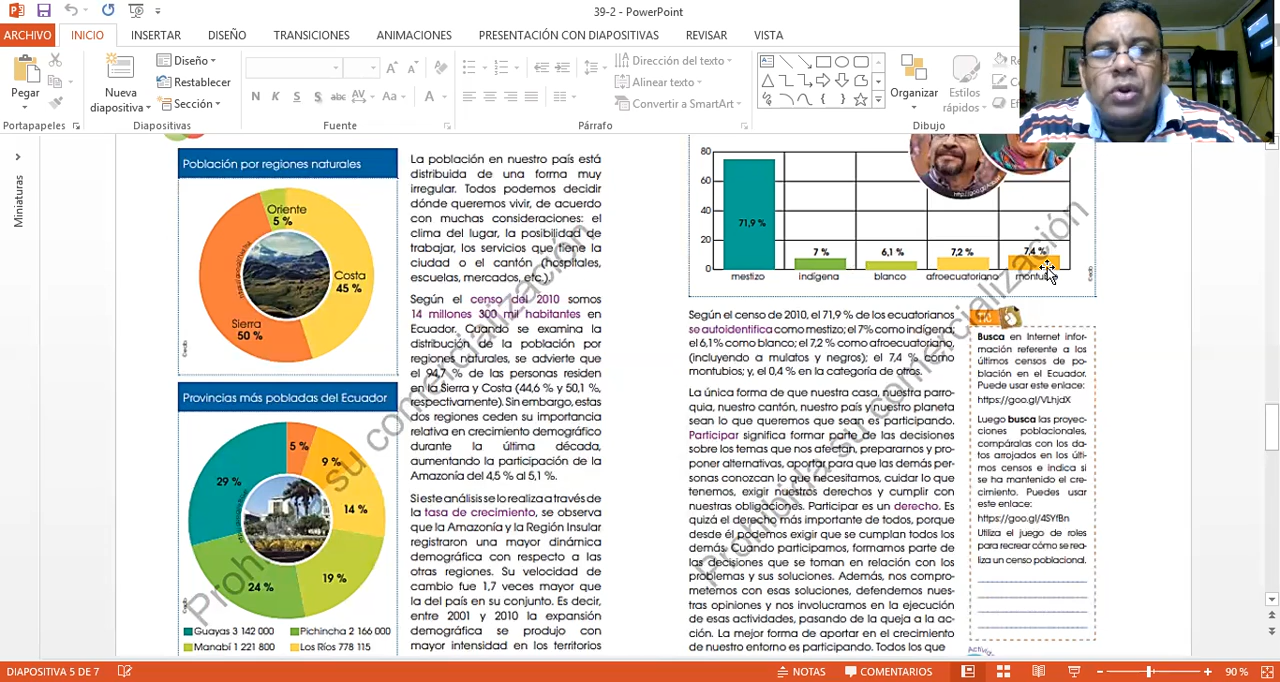 39-2 - PowerPoint
ARCHIVO INICIO INSERTAR DISEÑO TRANSICIONES ANIMACIONES PRESENTACIÓN CON DIAPOSITIVAS REVISAR VISTA
Pegar
Nueva diapositiva
Diseño
Restablecer
Sección
N K S S abc AV Aa A
Dirección del texto
Alinear texto
Convertir a SmartArt
Organizar
Estilos rápidos
Portapapeles Diapositivas Fuente Párrafo Dibujo
Miniaturas
Población por regiones naturales
Oriente
5 %
Costa
45 %
Sierra
50 %
Provincias más pobladas del Ecuador
5 %
9 %
14 %
19 %
24 %
29 %
Guayas 3 142 000 Pichincha 2 166 000
Manabí 1 221 800 Los Ríos 778 115
La población en nuestro país está
distribuida de una forma muy
irregular. Todos podemos decidir
dónde queremos vivir, de acuerdo
con muchas consideraciones: el
clima del lugar, la posibilidad de
trabajar, los servicios que tiene la
ciudad o el cantón (hospitales,
escuelas, mercados, etc.)
Según el censo del 2010 somos
14 millones 300 mil habitantes en
Ecuador. Cuando se examina la
distribución de la población por
regiones naturales, se advierte que
el 94,7 % de las personas residen
en la Sierra y Costa (44,6 % y 50,1 %,
respectivamente). Sin embargo, estas
dos regiones ceden su importancia
relativa en crecimiento demográfico
durante la última década,
aumentando la participación de la
Amazonía del 4,5 % al 5,1 %.
Si este análisis se lo realiza a través de
la tasa de crecimiento, se observa
que la Amazonía y la Región Insular
registraron una mayor dinámica
demográfica con respecto a las
otras regiones. Su velocidad de
cambio fue 1,7 veces mayor que
la del país en su conjunto. Es decir,
entre 2001 y 2010 la expansión
demográfica se produjo con
mayor intensidad en los territorios
80
60
40
20
0
71,9 %
7 %
6,1 %
7,2 %
7,4 %
mestizo indígena blanco afroecuatoriano
Según el censo de 2010, el 71,9 % de los ecuatorianos
se autoidentifica como mestizo; el 7% como indígena;
el 6,1% como blanco; el 7,2 % como afroecuatoriano,
(incluyendo a mulatos y negros); el 7,4 % como
montubios; y, el 0,4 % en la categoría de otros.
La única forma de que nuestra casa, nuestra parro-
quia, nuestro cantón, nuestro país y nuestro planeta
sean lo que queremos que sean es participando.
Participar significa formar parte de las decisiones
sobre los temas que nos afectan, prepararnos y pro-
poner alternativas, aportar para que las demás per-
sonas conozcan lo que necesitamos, cuidar lo que
tenemos, exigir nuestros derechos y cumplir con
nuestras obligaciones. Participar es un derecho. Es
quizá el derecho más importante de todos, porque
desde él podemos exigir que se cumplan todos los
demás. Cuando participamos, formamos parte de
las decisiones que se toman en relación con los
problemas y sus soluciones. Además, nos compro-
metemos con esas soluciones, defendemos nues-
tras opiniones y nos involucramos en la ejecución
de esas actividades, pasando de la queja a la ac-
ción. La mejor forma de aportar en el crecimiento
de nuestro entorno es participando. Todos los que
Busca en Internet infor-
mación referente a los
últimos censos de po-
blación en el Ecuador.
Puede usar este enlace:
https://goo.gl/VLhjdX
Luego busca las proyec-
ciones poblacionales,
compáralas con los da-
tos arrojados en los últi-
mos censos e indica si
se ha mantenido el cre-
cimiento. Puedes usar
este enlace:
https://goo.gl/4SYfBn
Utiliza el juego de roles
para recrear cómo se rea-
liza un censo poblacional.
Prohibida su comercialización
DIAPOSITIVA 5 DE 7 NOTAS COMENTARIOS 90 %